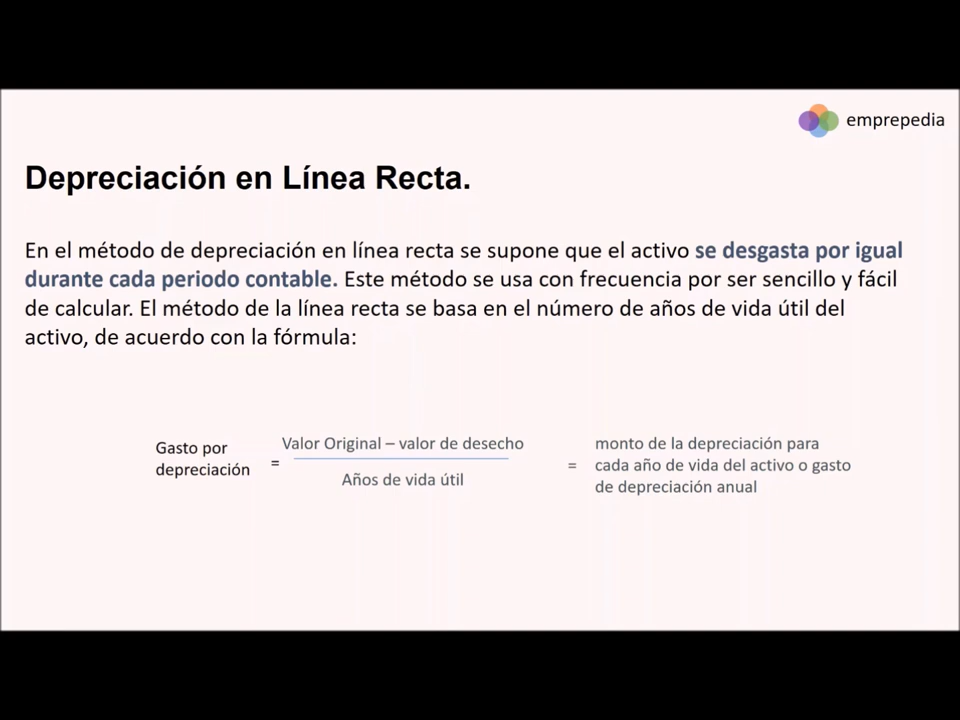 emprepedia
Depreciación en Línea Recta.
En el método de depreciación en línea recta se supone que el activo se desgasta por igual
durante cada periodo contable. Este método se usa con frecuencia por ser sencillo y fácil
de calcular. El método de la línea recta se basa en el número de años de vida útil del
activo, de acuerdo con la fórmula:
Gasto por
depreciación
=
Valor Original – valor de desecho
Años de vida útil
=
monto de la depreciación para
cada año de vida del activo o gasto
de depreciación anual